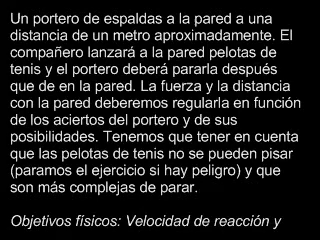 Un portero de espaldas a la pared a una
distancia de un metro aproximadamente. El
compañero lanzará a la pared pelotas de
tenis y el portero deberá pararla después
que de en la pared. La fuerza y la distancia
con la pared deberemos regularla en función
de los aciertos del portero y de sus
posibilidades. Tenemos que tener en cuenta
que las pelotas de tenis no se pueden pisar
(paramos el ejercicio si hay peligro) y que
son más complejas de parar.
Objetivos físicos: Velocidad de reacción y